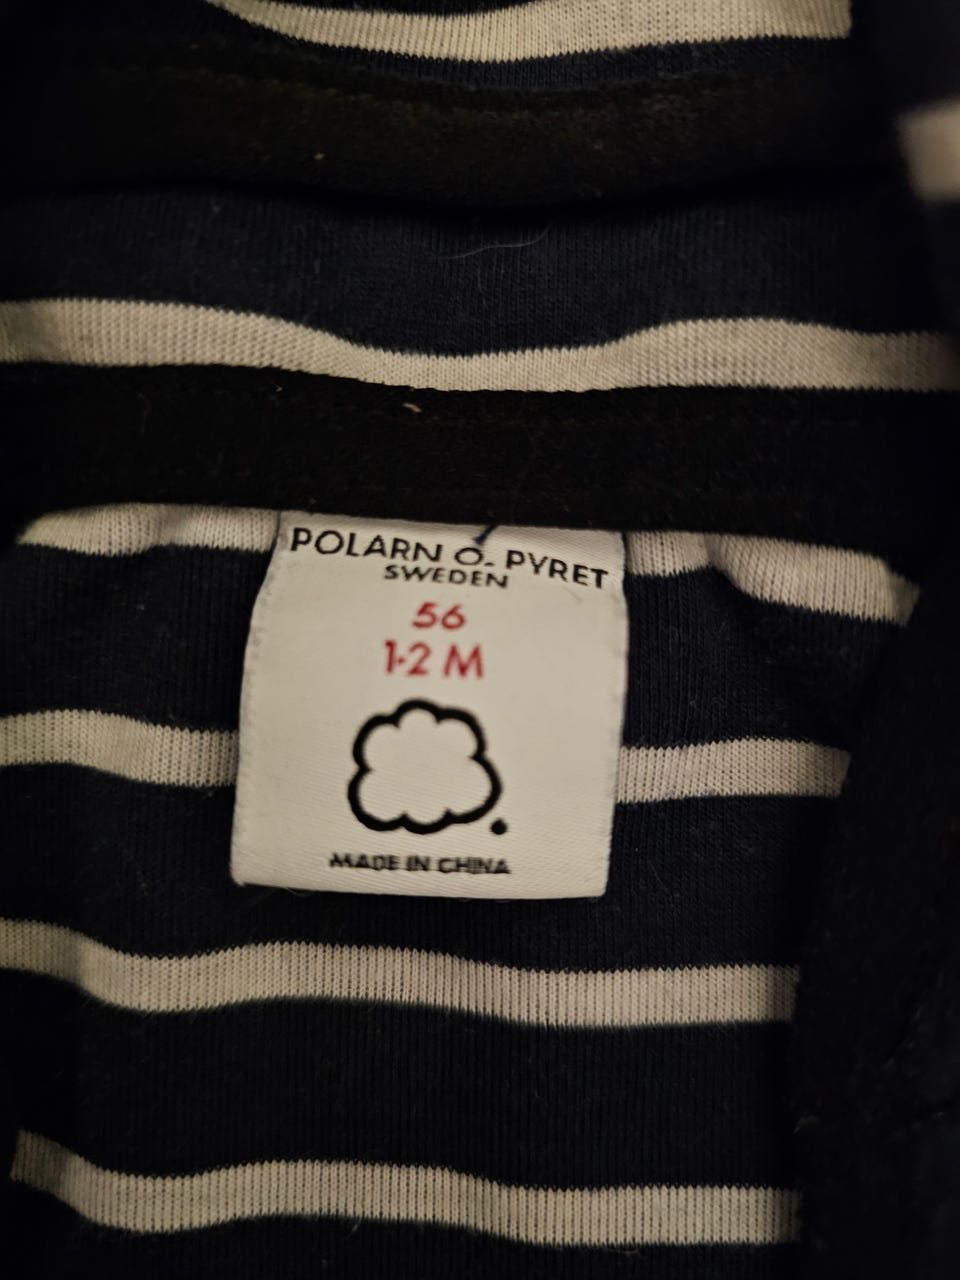 POLARN O. PYRET
SWEDEN
56
1-2 M
MADE IN CHINA